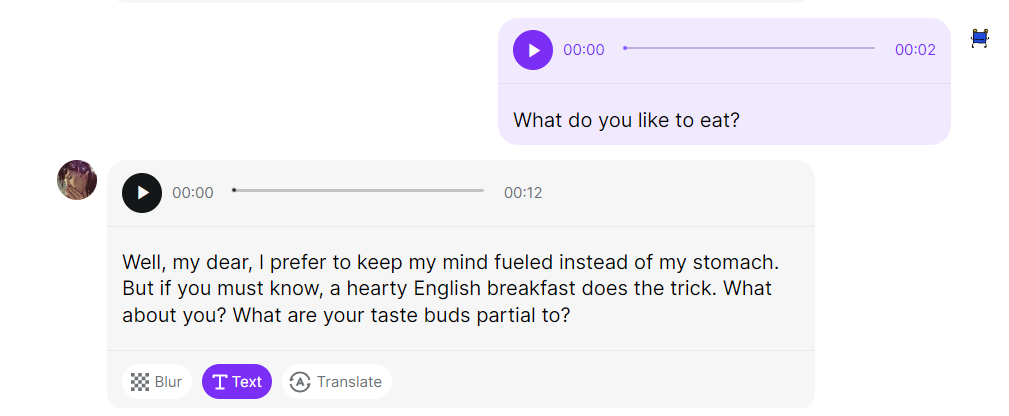 00:00 00:02
What do you like to eat?
00:00 00:12
Well, my dear, I prefer to keep my mind fueled instead of my stomach.
But if you must know, a hearty English breakfast does the trick. What
about you? What are your taste buds partial to?
Blur Text Translate